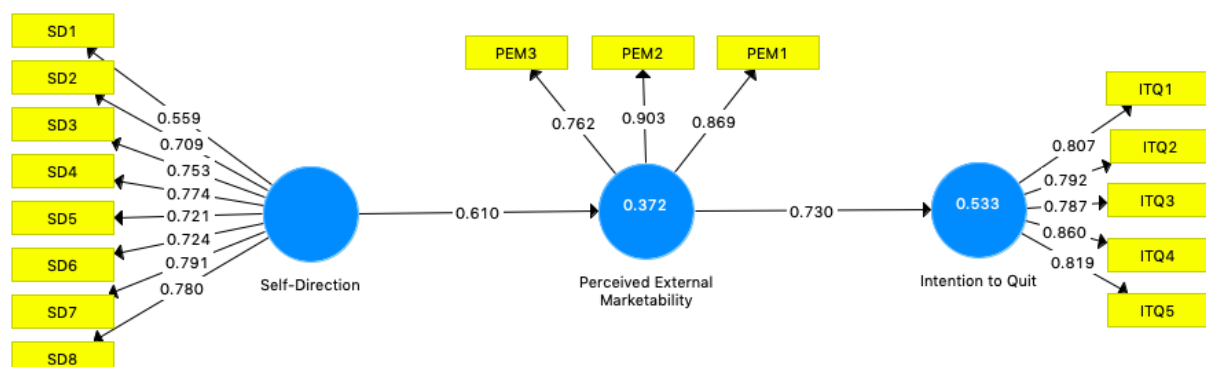 SD1
SD2
SD3
SD4
SD5
SD6
SD7
SD8
0.559
0.709
0.753
0.774
0.721
0.724
0.791
0.780
Self-Direction
0.610
PEM3
PEM2
PEM1
0.762
0.903
0.869
0.372
Perceived External
Marketability
0.730
0.533
Intention to Quit
0.807
0.792
0.787
0.860
0.819
ITQ1
ITQ2
ITQ3
ITQ4
ITQ5